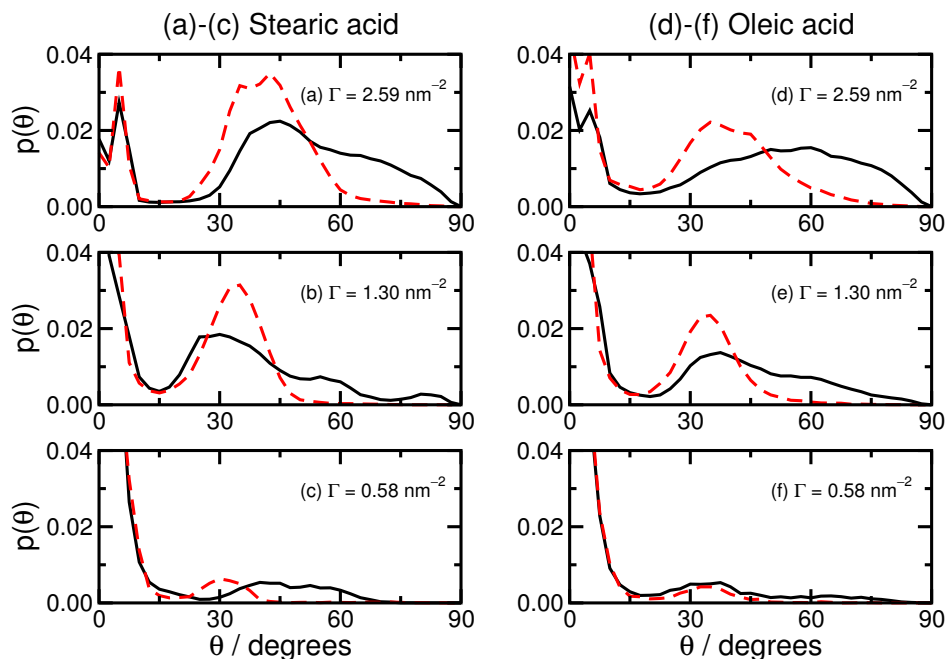 (a)-(c) Stearic acid
(d)-(f) Oleic acid
0.04
0.02
0.00
p(θ)
(a) Γ = 2.59 nm⁻²
0 30 60 90
(d) Γ = 2.59 nm⁻²
0.04
0.02
0.00
0 30 60 90
0.04
0.02
0.00
p(θ)
(b) Γ = 1.30 nm⁻²
0 30 60 90
(e) Γ = 1.30 nm⁻²
0.04
0.02
0.00
0 30 60 90
0.04
0.02
0.00
p(θ)
(c) Γ = 0.58 nm⁻²
0 30 60 90
θ / degrees
(f) Γ = 0.58 nm⁻²
0.04
0.02
0.00
0 30 60 90
θ / degrees